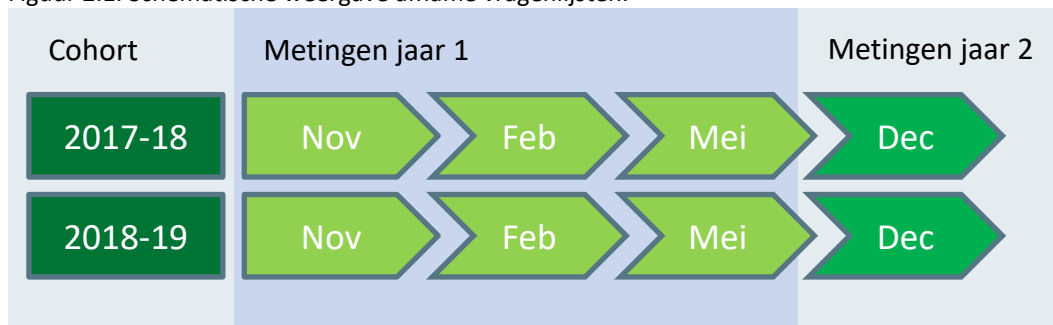 Cohort Metingen jaar 1 Metingen jaar 2
2017-18 Nov Feb Mei Dec
2018-19 Nov Feb Mei Dec